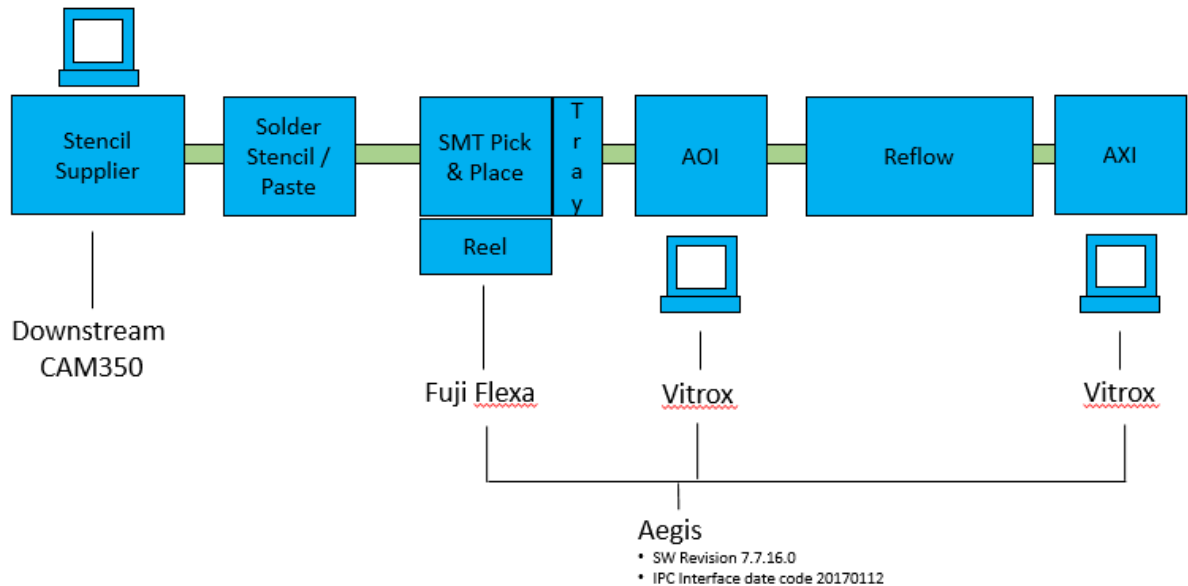 Stencil
Supplier
Solder
Stencil /
Paste
SMT Pick
& Place
Tray
Reel
AOI
Reflow
AXI
Downstream
CAM350
Fuji Flexa
Vitrox
Vitrox
Aegis
• SW Revision 7.7.16.0
• IPC Interface date code 20170112